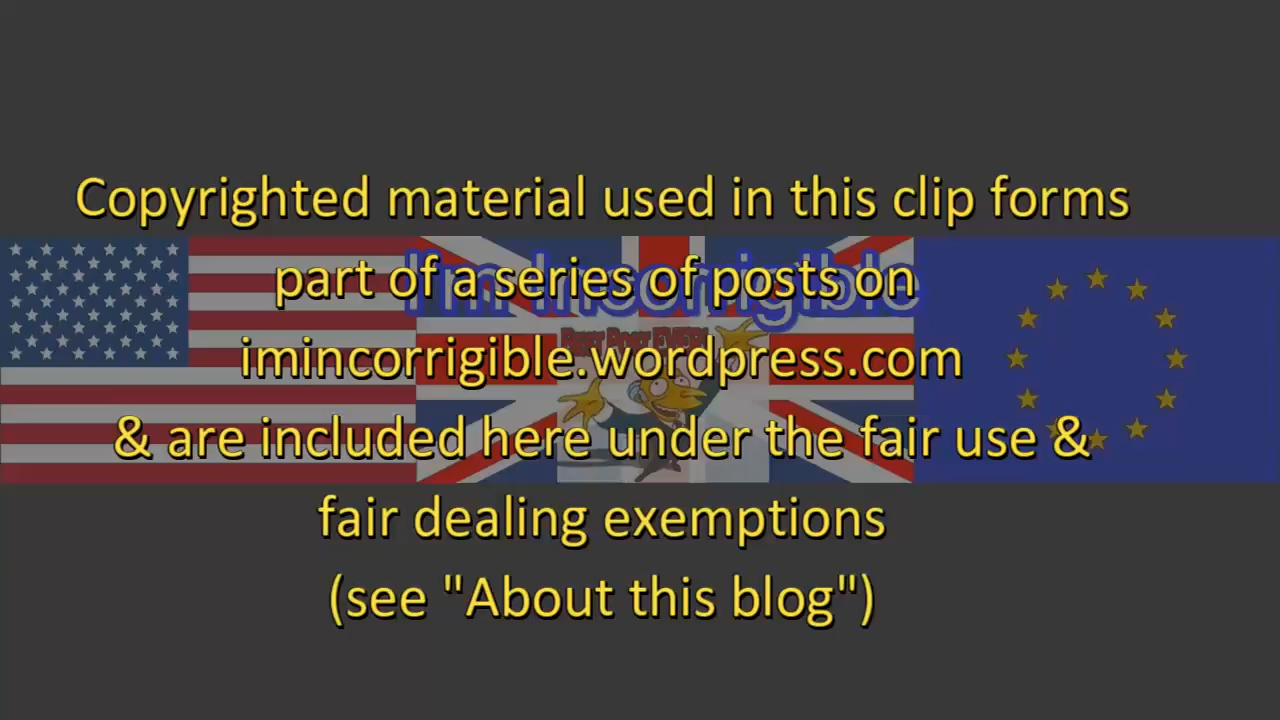 Copyrighted material used in this clip forms
part of a series of posts on
I'm Incorrigible
imincorrigible.wordpress.com
& are included here under the fair use &
fair dealing exemptions
(see "About this blog")